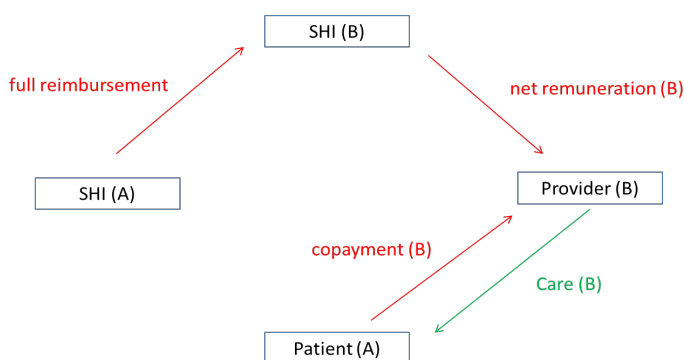 SHI (B)
full reimbursement
net remuneration (B)
SHI (A)
Provider (B)
copayment (B)
Care (B)
Patient (A)